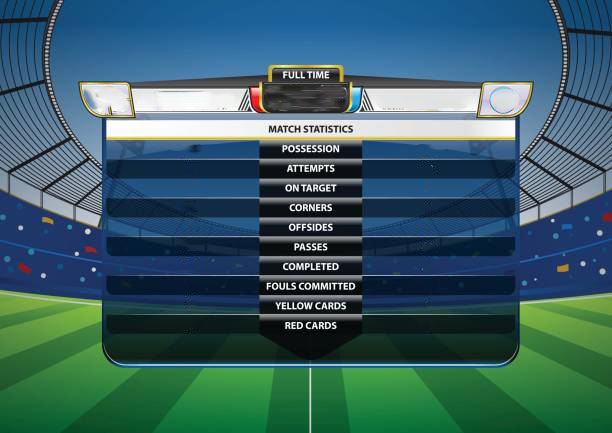 FULL TIME
MATCH STATISTICS
POSSESSION
ATTEMPTS
ON TARGET
CORNERS
OFFSIDES
PASSES
COMPLETED
FOULS COMMITTED
YELLOW CARDS
RED CARDS